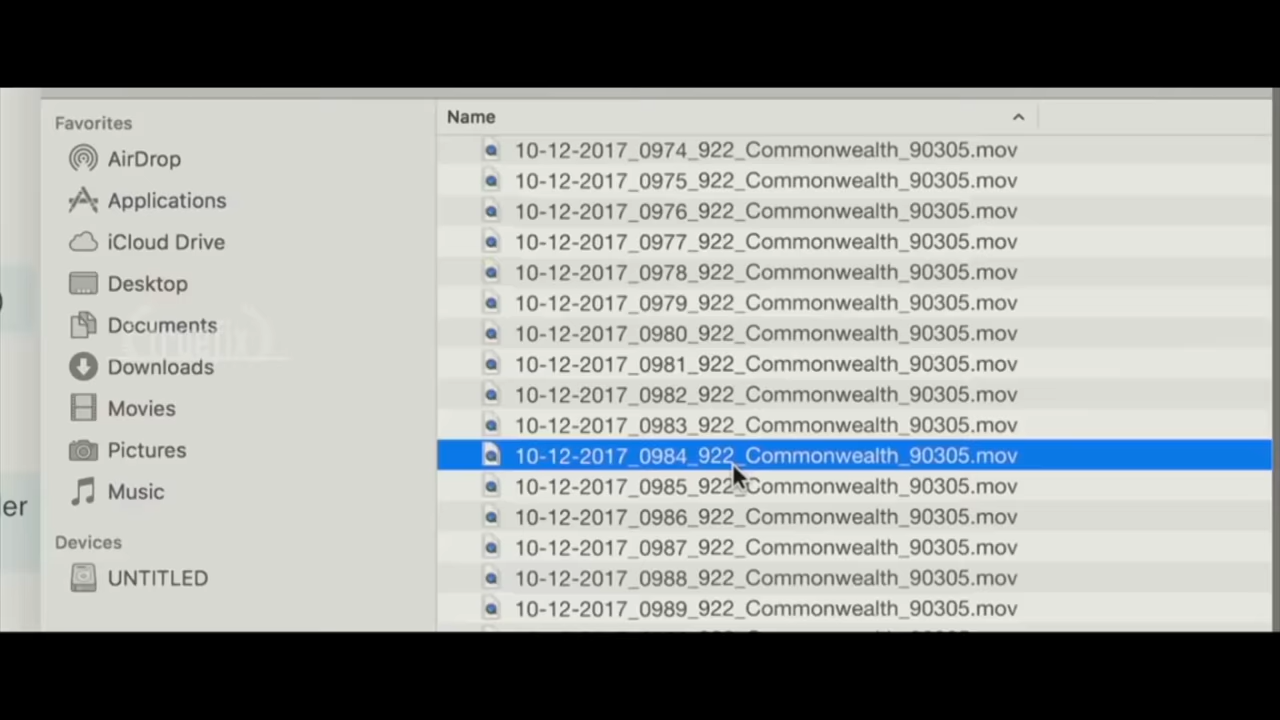 Favorites
AirDrop
Applications
iCloud Drive
Desktop
Documents
Downloads
Movies
Pictures
Music
Devices
UNTITLED
er
Name
10-12-2017_0974_922_Commonwealth_90305.mov
10-12-2017_0975_922_Commonwealth_90305.mov
10-12-2017_0976_922_Commonwealth_90305.mov
10-12-2017_0977_922_Commonwealth_90305.mov
10-12-2017_0978_922_Commonwealth_90305.mov
10-12-2017_0979_922_Commonwealth_90305.mov
10-12-2017_0980_922_Commonwealth_90305.mov
10-12-2017_0981_922_Commonwealth_90305.mov
10-12-2017_0982_922_Commonwealth_90305.mov
10-12-2017_0983_922_Commonwealth_90305.mov
10-12-2017_0984_922_Commonwealth_90305.mov
10-12-2017_0985_922_Commonwealth_90305.mov
10-12-2017_0986_922_Commonwealth_90305.mov
10-12-2017_0987_922_Commonwealth_90305.mov
10-12-2017_0988_922_Commonwealth_90305.mov
10-12-2017_0989_922_Commonwealth_90305.mov